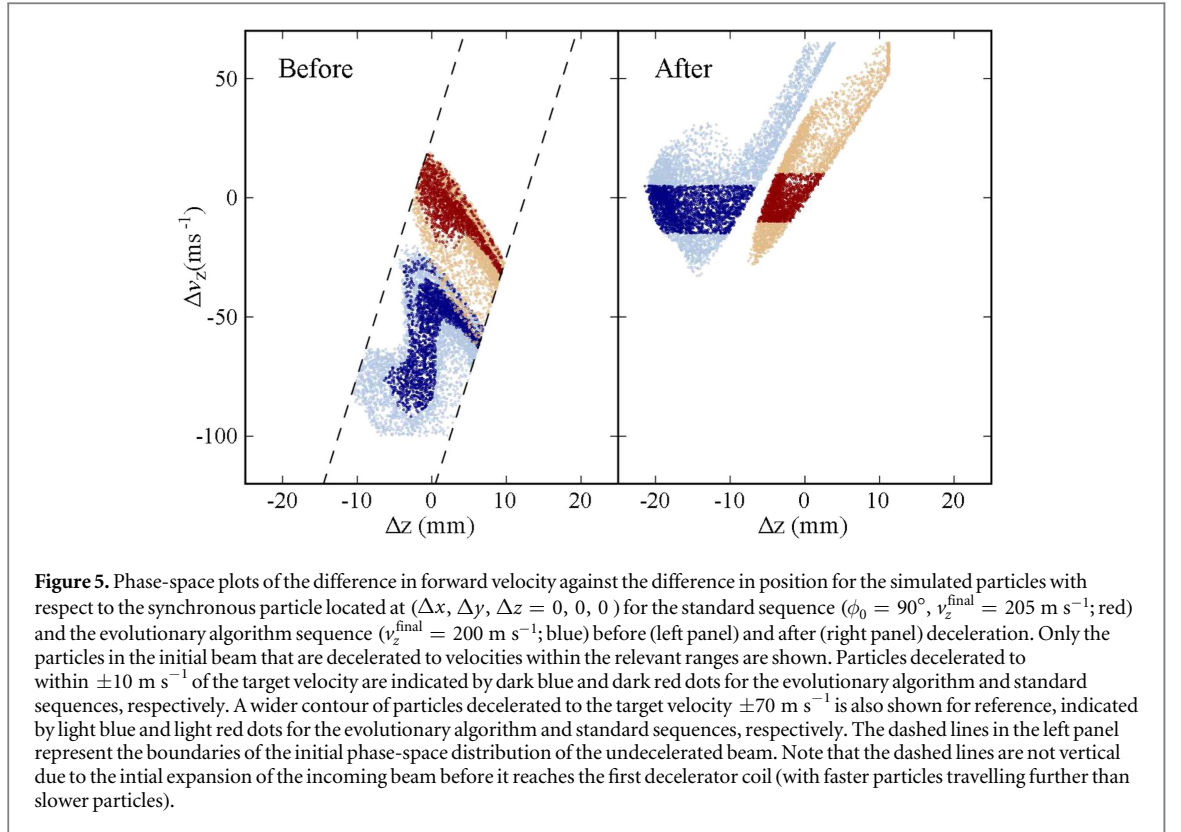 Before
After
50
0
-50
-100
Δv_z(ms⁻¹)
-20 -10 0 10 20
-20 -10 0 10 20
Δz (mm)
Δz (mm)
Figure 5. Phase-space plots of the difference in forward velocity against the difference in position for the simulated particles with
respect to the synchronous particle located at (Δx, Δy, Δz = 0, 0, 0 ) for the standard sequence (ϕ₀ = 90°, v_z^final = 205 m s⁻¹; red)
and the evolutionary algorithm sequence (v_z^final = 200 m s⁻¹; blue) before (left panel) and after (right panel) deceleration. Only the
particles in the initial beam that are decelerated to velocities within the relevant ranges are shown. Particles decelerated to
within ±10 m s⁻¹ of the target velocity are indicated by dark blue and dark red dots for the evolutionary algorithm and standard
sequences, respectively. A wider contour of particles decelerated to the target velocity ±70 m s⁻¹ is also shown for reference, indicated
by light blue and light red dots for the evolutionary algorithm and standard sequences, respectively. The dashed lines in the left panel
represent the boundaries of the initial phase-space distribution of the undecelerated beam. Note that the dashed lines are not vertical
due to the intial expansion of the incoming beam before it reaches the first decelerator coil (with faster particles travelling further than
slower particles).